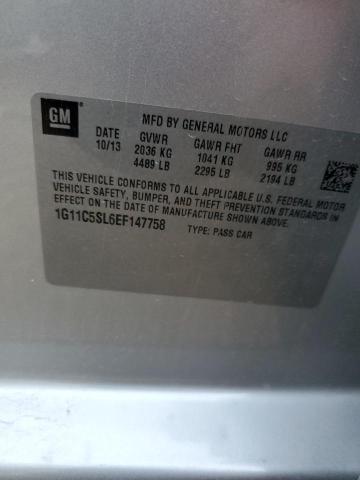 GM
MFD BY GENERAL MOTORS LLC
DATE GVWR GAWR FHT GAWR RR
10/13 2036 KG 1041 KG 995 KG
4489 LB 2295 LB 2194 LB
THIS VEHICLE CONFORMS TO ALL APPLICABLE U.S. FEDERAL MOTOR
VEHICLE SAFETY, BUMPER, AND THEFT PREVENTION STANDARDS IN
EFFECT ON THE DATE OF MANUFACTURE SHOWN ABOVE.
1G11C5SL6EF147758 TYPE: PASS CAR